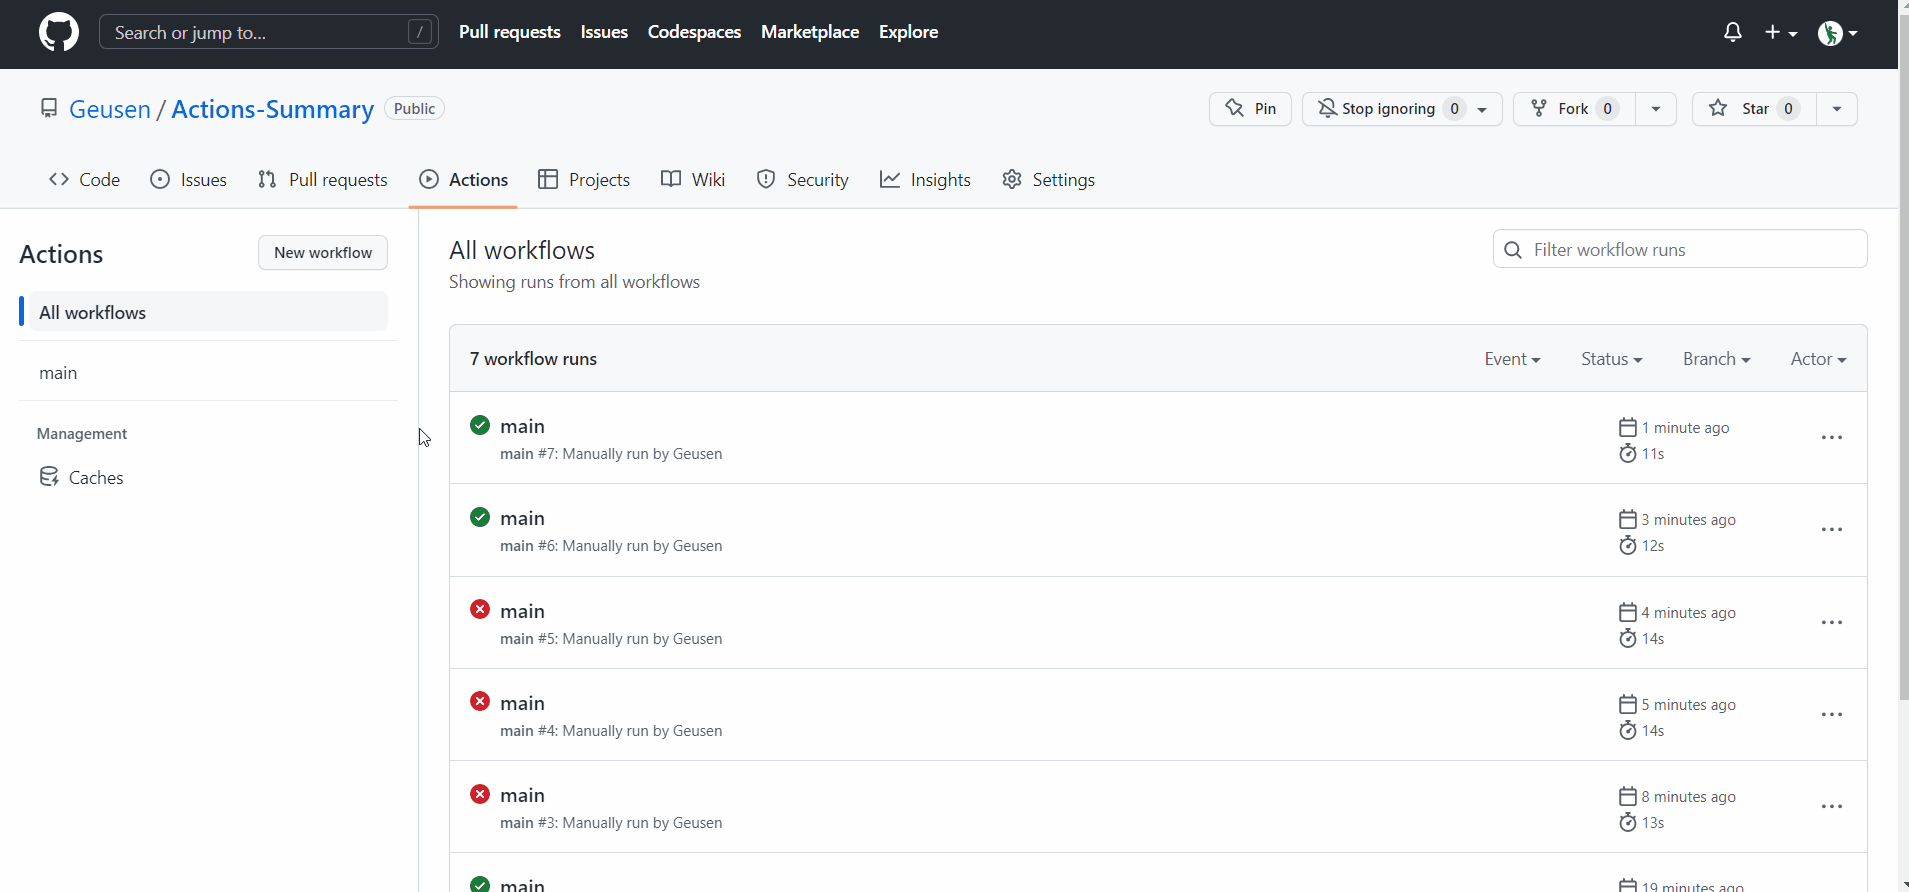 Search or jump to... /
Pull requests Issues Codespaces Marketplace Explore
Geusen / Actions-Summary Public
Pin Stop ignoring 0 Fork 0 Star 0
Code Issues Pull requests Actions Projects Wiki Security Insights Settings
Actions New workflow
All workflows
main
Management
Caches
All workflows
Showing runs from all workflows
Filter workflow runs
7 workflow runs Event Status Branch Actor
main 1 minute ago
main #7: Manually run by Geusen 11s
main 3 minutes ago
main #6: Manually run by Geusen 12s
main 4 minutes ago
main #5: Manually run by Geusen 14s
main 5 minutes ago
main #4: Manually run by Geusen 14s
main 8 minutes ago
main #3: Manually run by Geusen 13s
main 19 minutes ago